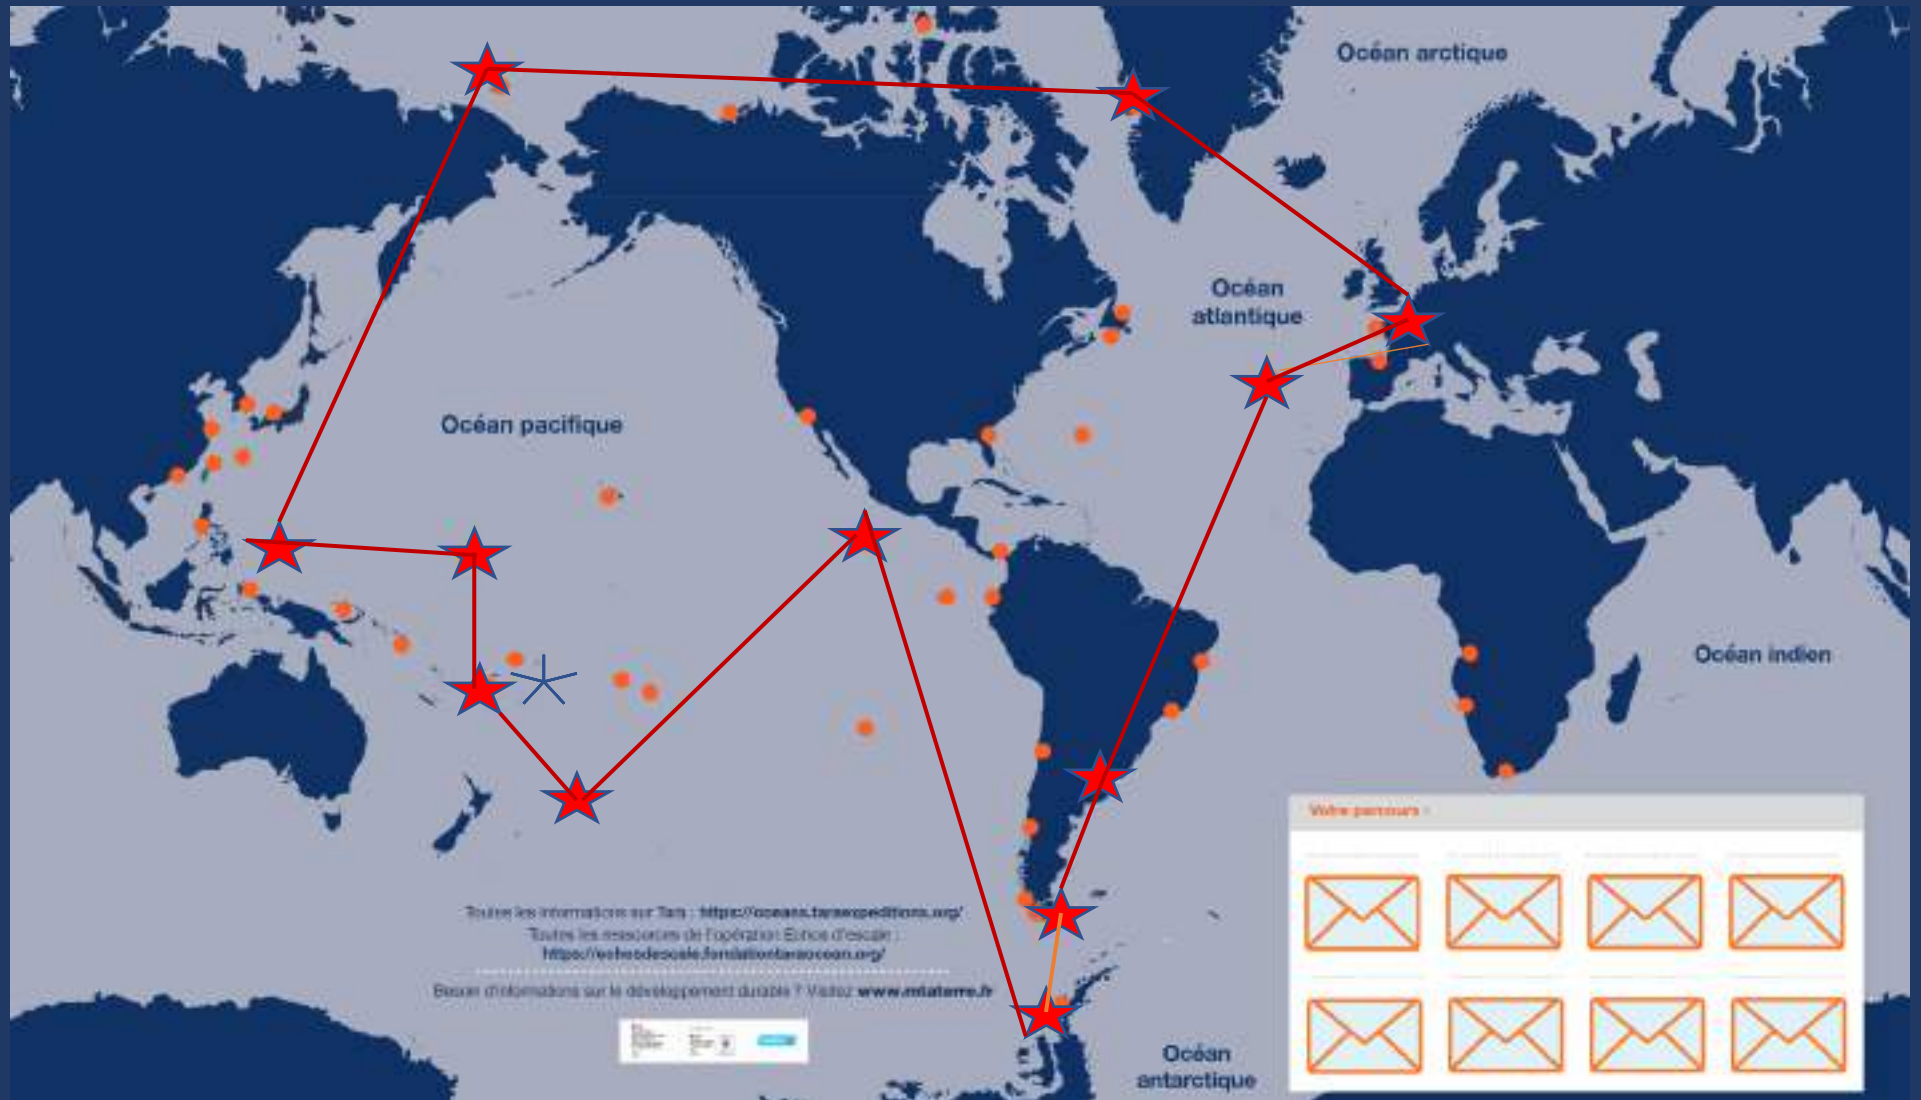 Océan arctique
Océan
atlantique
Océan pacifique
Océan indien
Votre parcours :
Toutes les informations sur Tara : https://oceans.taraexpeditions.org/
Toutes les ressources de l'opération Echos d'escale :
https://echosdescale.fondationtaraocean.org/
Besoin d'informations sur le développement durable ? Visitez www.mtaterre.fr
Océan
antarctique